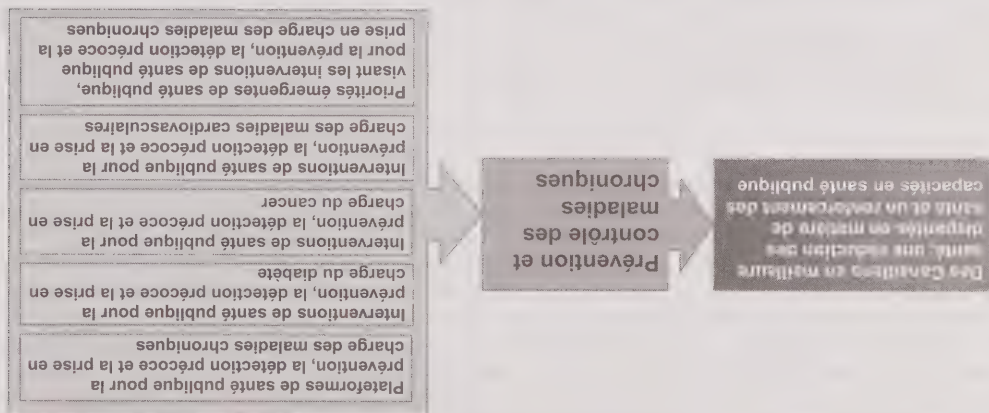 Des Canadiens en meilleure
santé, une réduction des
disparités en matière de
santé et un renforcement des
capacités en santé publique
Prévention et
contrôle des
maladies
chroniques
Plateformes de santé publique pour la
prévention, la détection précoce et la prise en
charge des maladies chroniques
Interventions de santé publique pour la
prévention, la détection précoce et la prise en
charge du diabète
Interventions de santé publique pour la
prévention, la détection précoce et la prise en
charge du cancer
Interventions de santé publique pour la
prévention, la détection précoce et la prise en
charge des maladies cardiovasculaires
Priorités émergentes de santé publique,
visant les interventions de santé publique
pour la prévention, la détection précoce et la
prise en charge des maladies chroniques